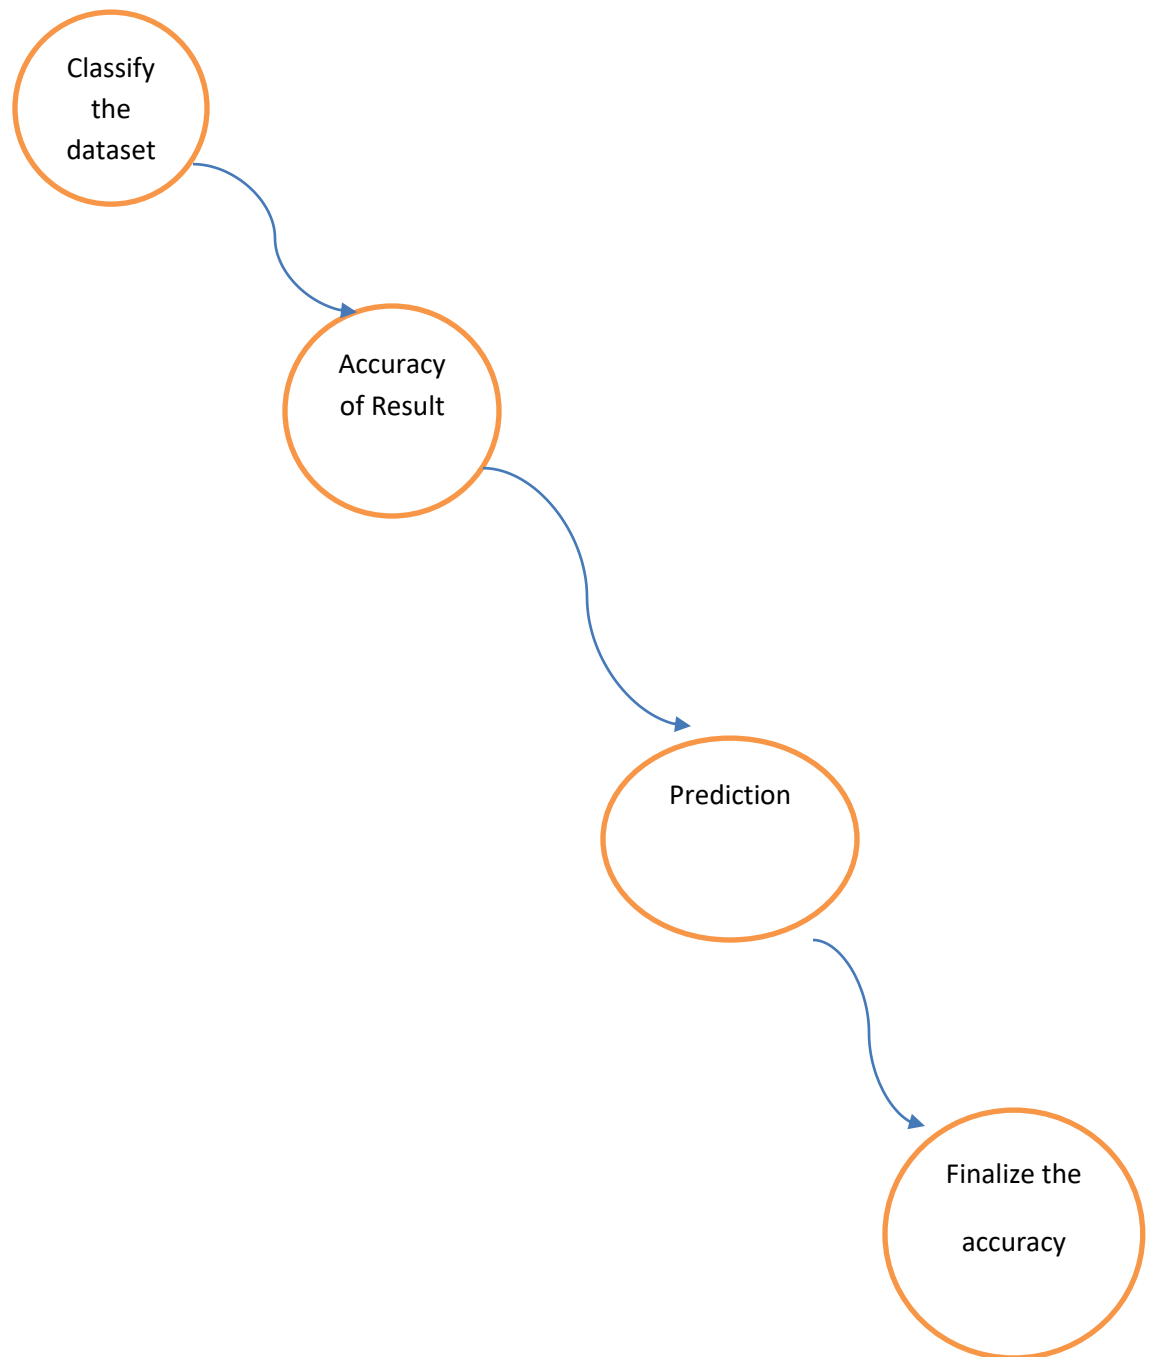 Classify
the
dataset
Accuracy
of Result
Prediction
Finalize the
accuracy